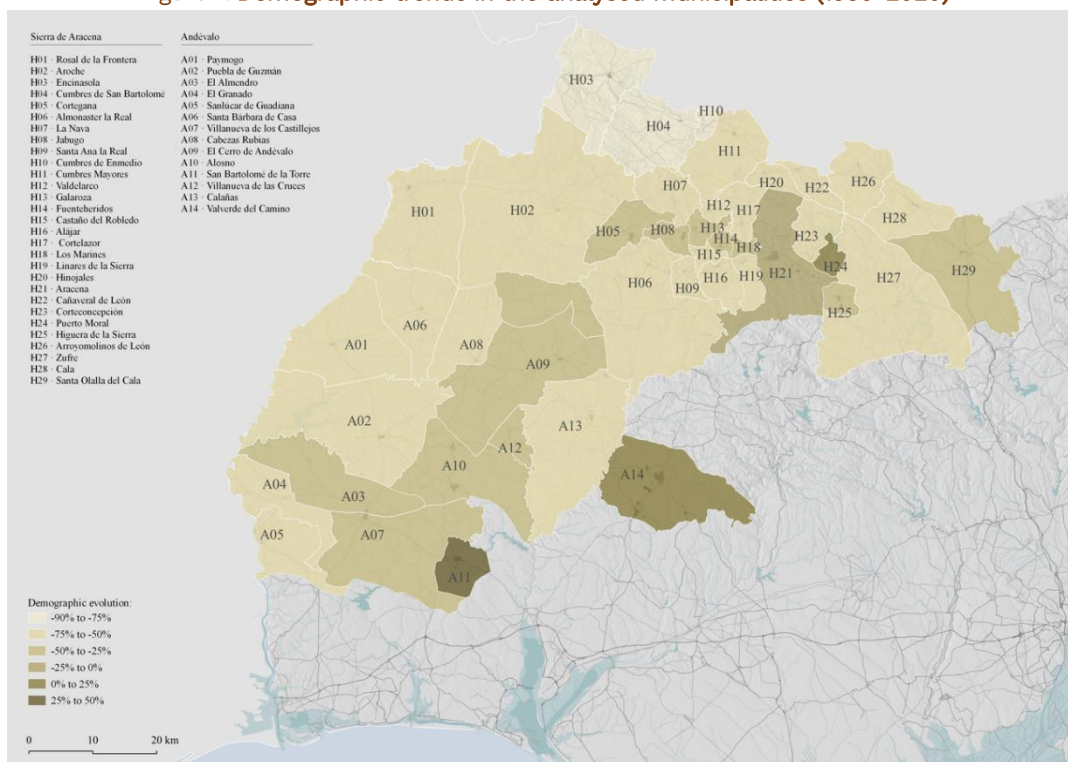 Demographic trends in the analysed municipalities
Sierra de Aracena
H01 · Rosal de la Frontera
H02 · Aroche
H03 · Encinasola
H04 · Cumbres de San Bartolomé
H05 · Cortegana
H06 · Almonaster la Real
H07 · La Nava
H08 · Jabugo
H09 · Santa Ana la Real
H10 · Cumbres de Enmedio
H11 · Cumbres Mayores
H12 · Valdelarco
H13 · Galaroza
H14 · Fuenteheridos
H15 · Castaño del Robledo
H16 · Alájar
H17 · Cortelazor
H18 · Los Marines
H19 · Linares de la Sierra
H20 · Hinojales
H21 · Aracena
H22 · Cañaveral de León
H23 · Corteconcepción
H24 · Puerto Moral
H25 · Higuera de la Sierra
H26 · Arroyomolinos de León
H27 · Zufre
H28 · Cala
H29 · Santa Olalla del Cala
Andévalo
A01 · Paymogo
A02 · Puebla de Guzmán
A03 · El Almendro
A04 · El Granado
A05 · Sanlúcar de Guadiana
A06 · Santa Bárbara de Casa
A07 · Villanueva de los Castillejos
A08 · Cabezas Rubias
A09 · El Cerro de Andévalo
A10 · Alosno
A11 · San Bartolomé de la Torre
A12 · Villanueva de las Cruces
A13 · Calañas
A14 · Valverde del Camino
H03
H10
H04
H11
H07
H20
H22
H26
H12
H17
H01
H02
H28
H05
H08
H13
H14
H23
H18
H15
H24
H29
H06
H09
H16
H19
H21
H27
H25
A06
A01
A08
A09
A02
A13
A12
A10
A14
A04
A03
A05
A07
A11
Demographic evolution:
-90% to -75%
-75% to -50%
-50% to -25%
-25% to 0%
0% to 25%
25% to 50%
0 10 20 km